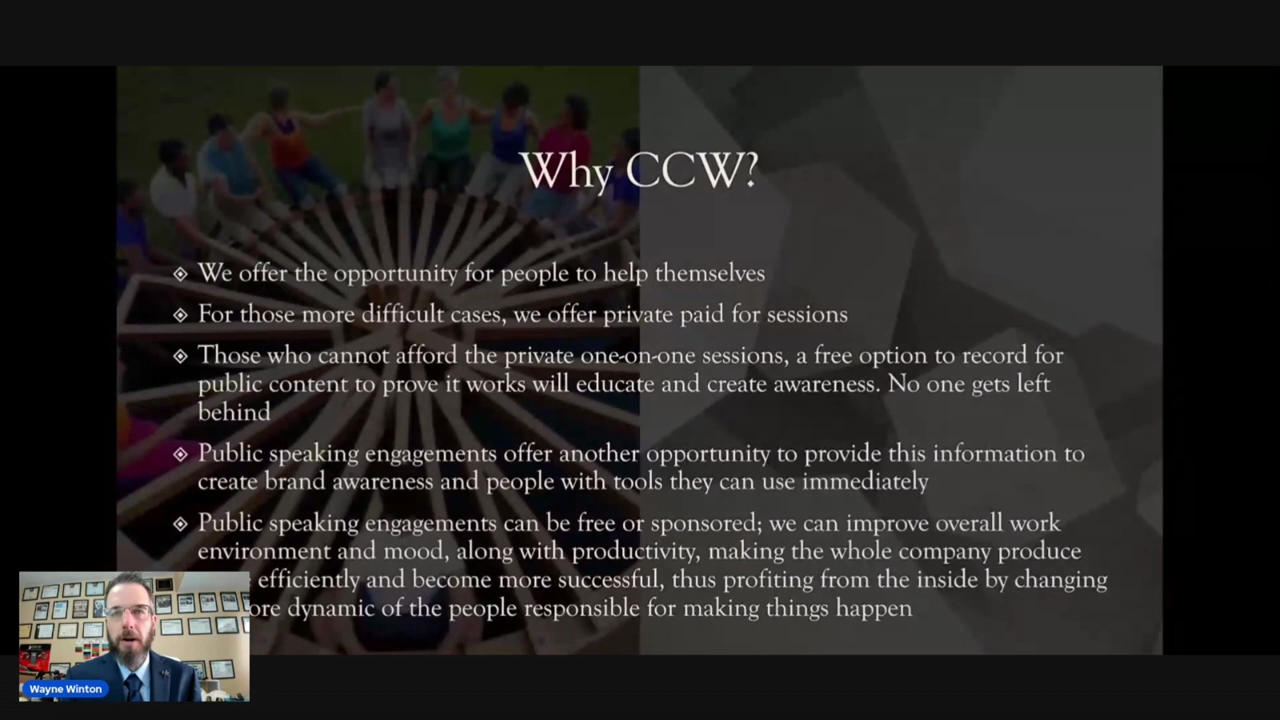 Why CCW?
We offer the opportunity for people to help themselves
For those more difficult cases, we offer private paid for sessions
Those who cannot afford the private one-on-one sessions, a free option to record for
public content to prove it works will educate and create awareness. No one gets left
behind
Public speaking engagements offer another opportunity to provide this information to
create brand awareness and people with tools they can use immediately
Public speaking engagements can be free or sponsored; we can improve overall work
environment and mood, along with productivity, making the whole company produce
efficiently and become more successful, thus profiting from the inside by changing
dynamic of the people responsible for making things happen
Wayne Winton